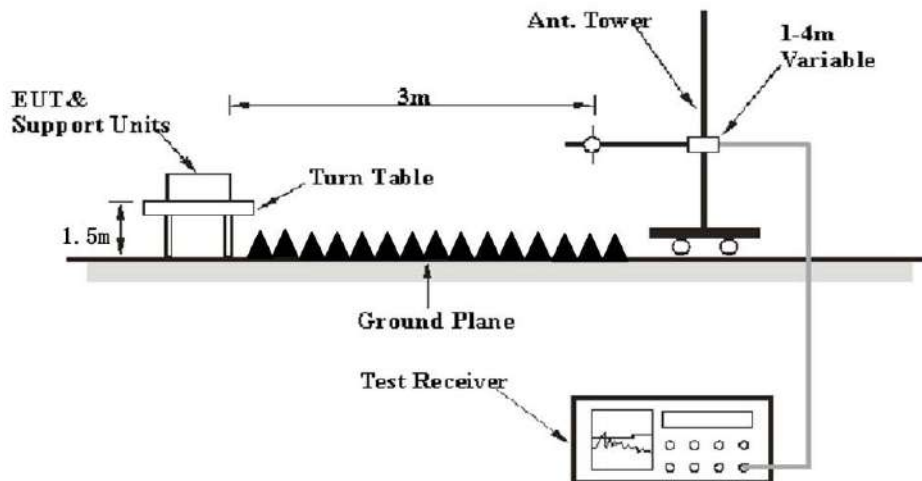 Ant. Tower
1-4m
Variable
3m
EUT&
Support Units
Turn Table
1.5m
Ground Plane
Test Receiver